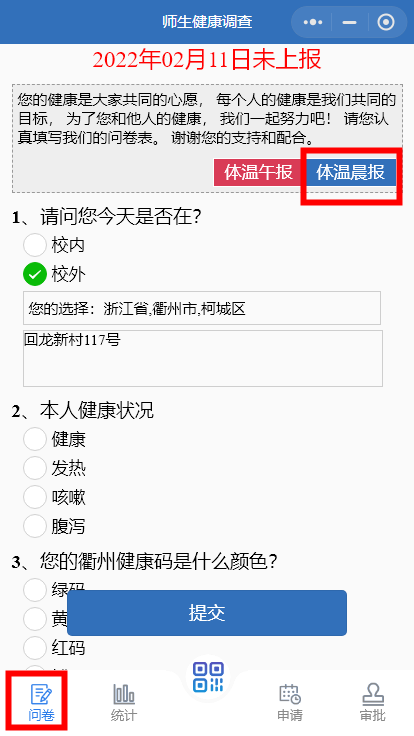 师生健康调查
2022年02月11日未上报
您的健康是大家共同的心愿， 每个人的健康是我们共同的
目标， 为了您和他人的健康， 我们一起努力吧！ 请您认
真填写我们的问卷表。 谢谢您的支持和配合。
体温午报 体温晨报
1、请问您今天是否在？
校内
校外
您的选择：浙江省,衢州市,柯城区
回龙新村117号
2、本人健康状况
健康
发热
咳嗽
腹泻
3、您的衢州健康码是什么颜色？
绿码
黄
提交
红码
问卷 统计 申请 审批